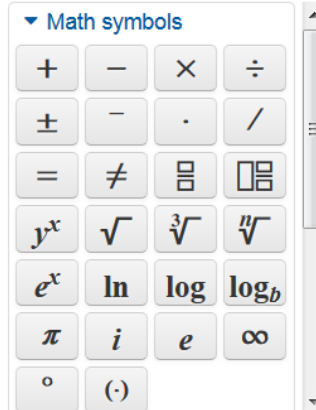 Math symbols
+ − × ÷
± ¯ · /
= ≠
yˣ √ ∛ ⁿ√
eˣ ln log log_b
π i e ∞
° (·)